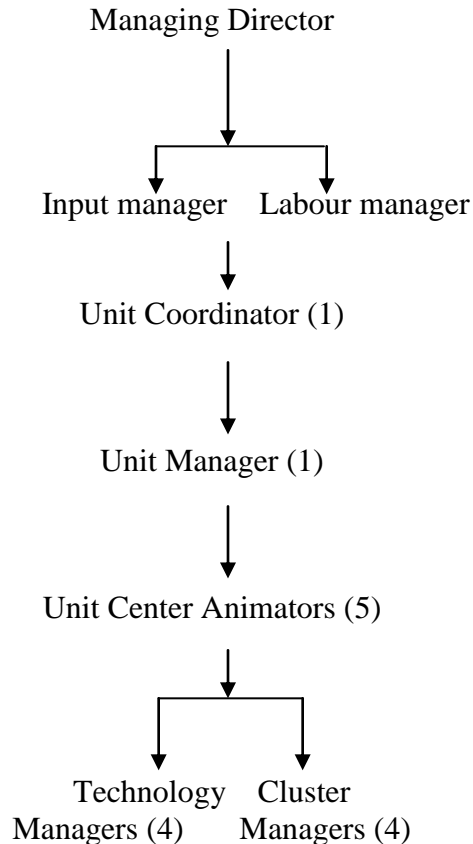 Managing Director
Input manager Labour manager
Unit Coordinator (1)
Unit Manager (1)
Unit Center Animators (5)
Technology Cluster
Managers (4) Managers (4)